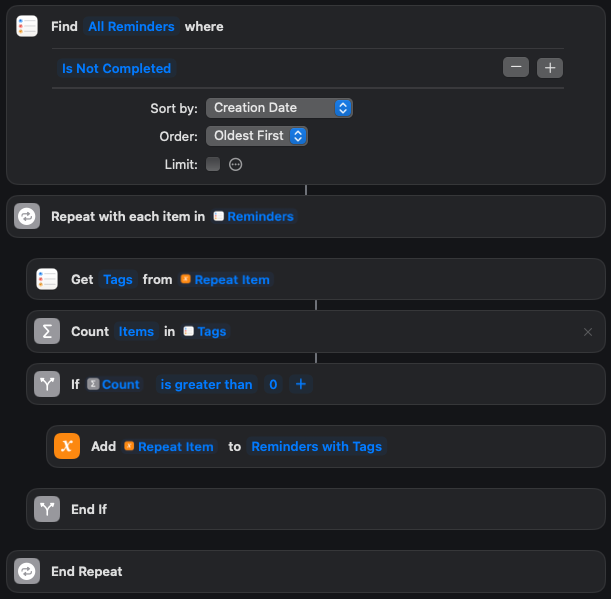 Find All Reminders where
Is Not Completed
Sort by: Creation Date
Order: Oldest First
Limit:
Repeat with each item in Reminders
Get Tags from Repeat Item
Count Items in Tags
If Count is greater than 0
Add Repeat Item to Reminders with Tags
End If
End Repeat